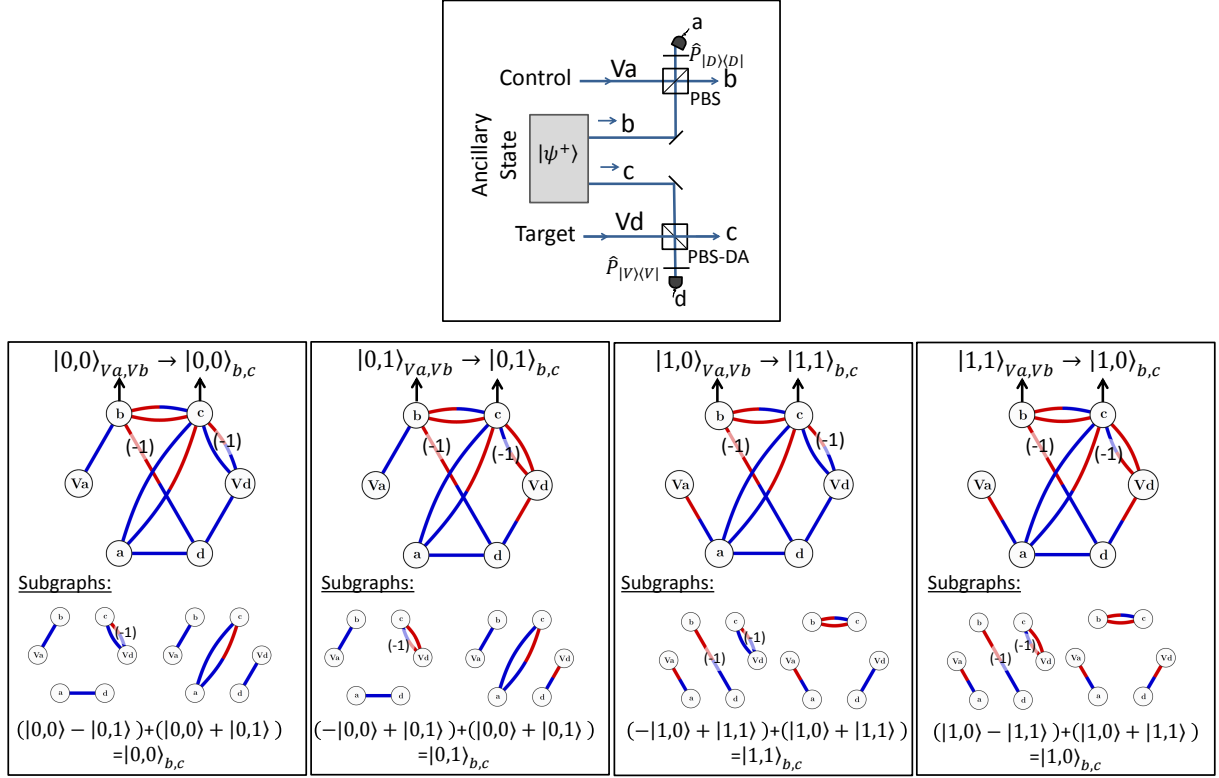 a
P̂|D⟩⟨D|
Control
Va
b
PBS
Ancillary
State
|ψ⁺⟩
b
c
Target
Vd
c
PBS-DA
P̂|V⟩⟨V|
d
|0,0⟩Va,Vb → |0,0⟩b,c
b
c
(-1)
(-1)
Va
Vd
a
d
Subgraphs:
b
c
(-1)
Va
Vd
a
d
b
c
Va
Vd
a
d
(|0,0⟩ − |0,1⟩)+(|0,0⟩ + |0,1⟩)
=|0,0⟩b,c
|0,1⟩Va,Vb → |0,1⟩b,c
b
c
(-1)
(-1)
Va
Vd
a
d
Subgraphs:
b
c
(-1)
Va
Vd
a
d
b
c
Va
Vd
a
d
(−|0,0⟩ + |0,1⟩)+(|0,0⟩ + |0,1⟩)
=|0,1⟩b,c
|1,0⟩Va,Vb → |1,1⟩b,c
b
c
(-1)
(-1)
Va
Vd
a
d
Subgraphs:
b
c
(-1)
(-1)
Va
Vd
a
d
b
c
Va
Vd
a
d
(−|1,0⟩ + |1,1⟩)+(|1,0⟩ + |1,1⟩)
=|1,1⟩b,c
|1,1⟩Va,Vb → |1,0⟩b,c
b
c
(-1)
(-1)
Va
Vd
a
d
Subgraphs:
b
c
(-1)
(-1)
Va
Vd
a
d
b
c
Va
Vd
a
d
(|1,0⟩ − |1,1⟩)+(|1,0⟩ + |1,1⟩)
=|1,0⟩b,c